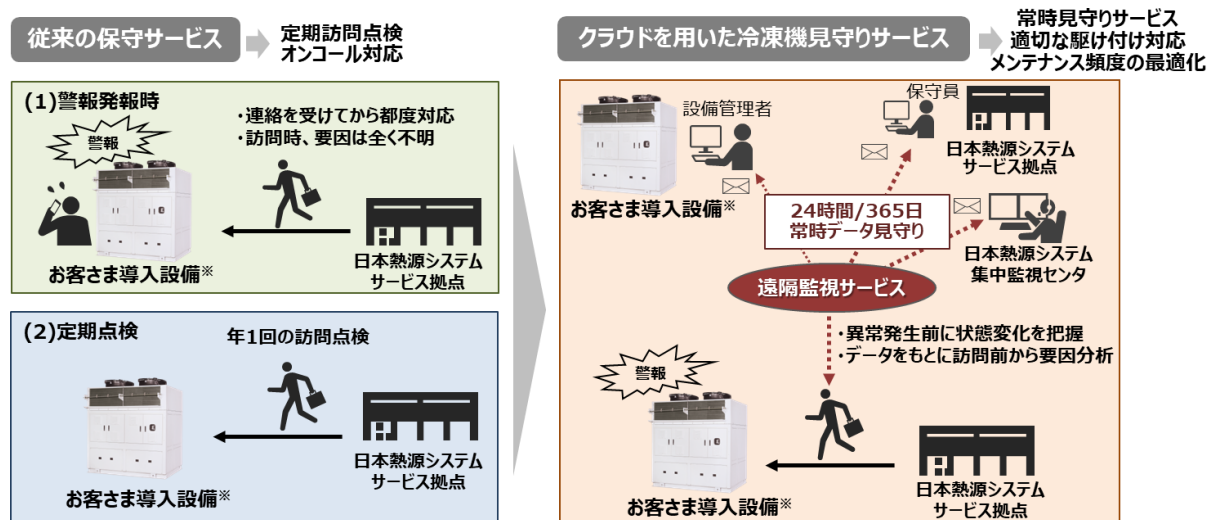 従来の保守サービス
定期訪問点検
オンコール対応
(1)警報発報時
警報
・連絡を受けてから都度対応
・訪問時、要因は全く不明
お客さま導入設備※
日本熱源システム
サービス拠点
(2)定期点検
年1回の訪問点検
お客さま導入設備※
日本熱源システム
サービス拠点
クラウドを用いた冷凍機見守りサービス
常時見守りサービス
適切な駆け付け対応
メンテナンス頻度の最適化
設備管理者
保守員
日本熱源システム
サービス拠点
お客さま導入設備※
24時間/365日
常時データ見守り
日本熱源システム
集中監視センタ
遠隔監視サービス
・異常発生前に状態変化を把握
・データをもとに訪問前から要因分析
警報
お客さま導入設備※
日本熱源システム
サービス拠点